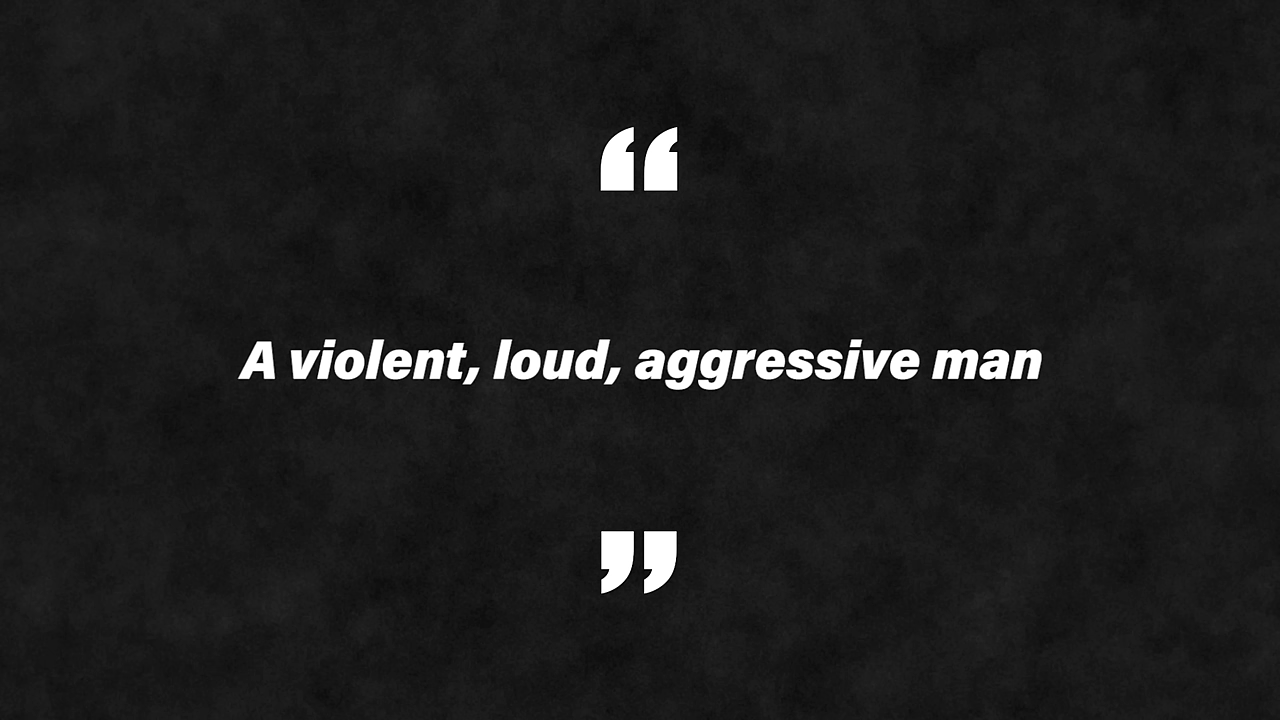 “
A violent, loud, aggressive man
”